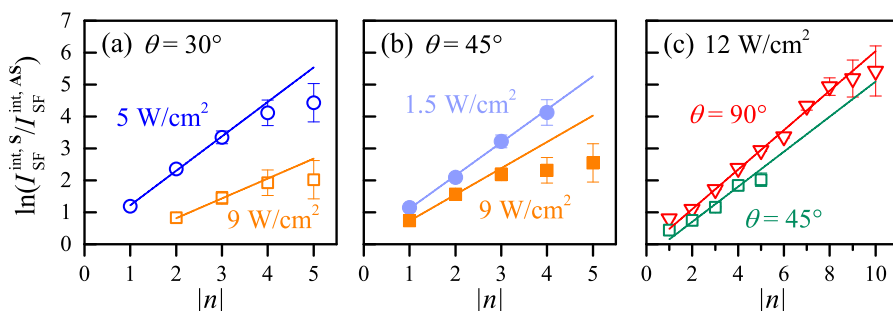 ln(I_SF^int, S/I_SF^int, AS)
7
6
5
4
3
2
1
0
(a) θ = 30°
5 W/cm²
9 W/cm²
0 1 2 3 4 5
|n|
(b) θ = 45°
1.5 W/cm²
9 W/cm²
0 1 2 3 4 5
|n|
(c) 12 W/cm²
θ = 90°
θ = 45°
0 2 4 6 8 10
|n|